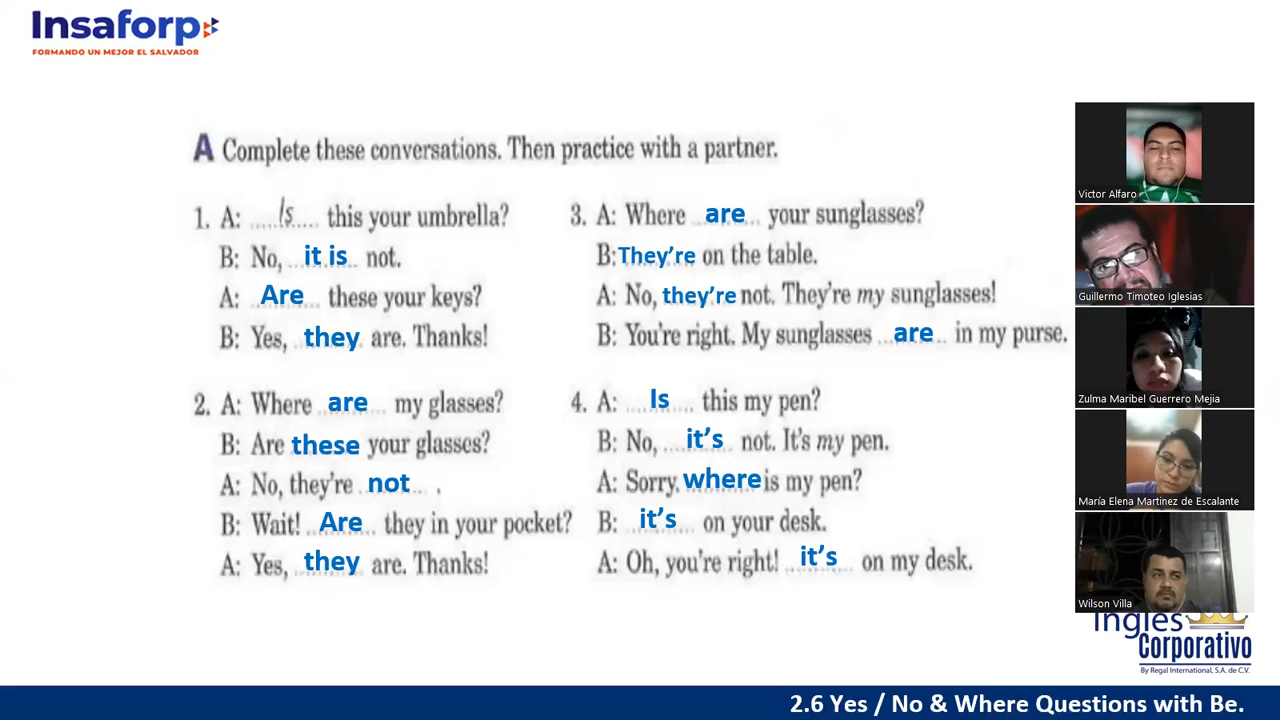 Insaforp
FORMANDO UN MEJOR EL SALVADOR
A Complete these conversations. Then practice with a partner.
1. A: Is this your umbrella?
B: No, it is not.
A: Are these your keys?
B: Yes, they are. Thanks!
2. A: Where are my glasses?
B: Are these your glasses?
A: No, they're not.
B: Wait! Are they in your pocket?
A: Yes, they are. Thanks!
3. A: Where are your sunglasses?
B: They're on the table.
A: No, they're not. They're my sunglasses!
B: You're right. My sunglasses are in my purse.
4. A: Is this my pen?
B: No, it's not. It's my pen.
A: Sorry. where is my pen?
B: it's on your desk.
A: Oh, you're right! it's on my desk.
Victor Alfaro
Guillermo Timoteo Iglesias
Zulma Maribel Guerrero Mejia
María Elena Martinez de Escalante
Wilson Villa
Inglés
Corporativo
By Regal International, S.A. de C.V.
2.6 Yes / No & Where Questions with Be.